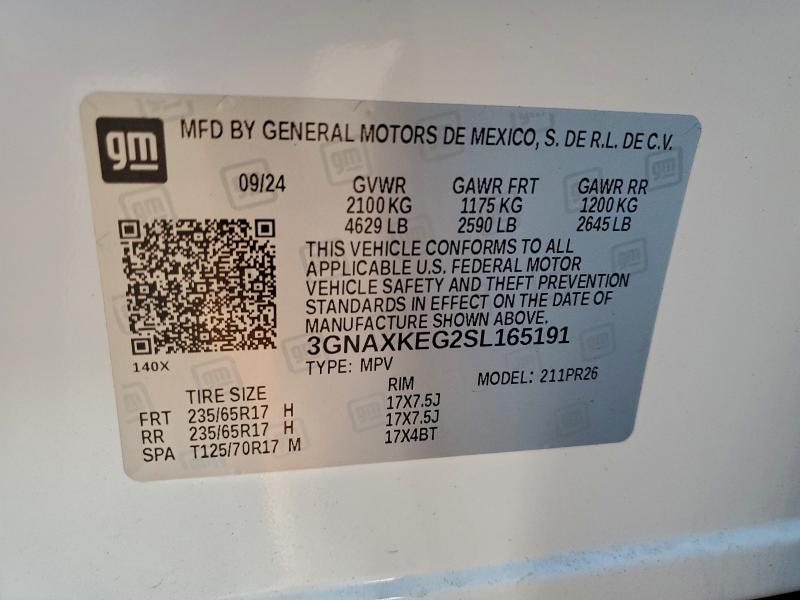 gm
MFD BY GENERAL MOTORS DE MEXICO, S. DE R.L. DE C.V.
09/24 GVWR GAWR FRT GAWR RR
2100 KG 1175 KG 1200 KG
4629 LB 2590 LB 2645 LB
THIS VEHICLE CONFORMS TO ALL
APPLICABLE U.S. FEDERAL MOTOR
VEHICLE SAFETY AND THEFT PREVENTION
STANDARDS IN EFFECT ON THE DATE OF
MANUFACTURE SHOWN ABOVE.
3GNAXKEG2SL165191
140X
TYPE: MPV MODEL: 211PR26
TIRE SIZE RIM
FRT 235/65R17 H 17X7.5J
RR 235/65R17 H 17X7.5J
SPA T125/70R17 M 17X4BT